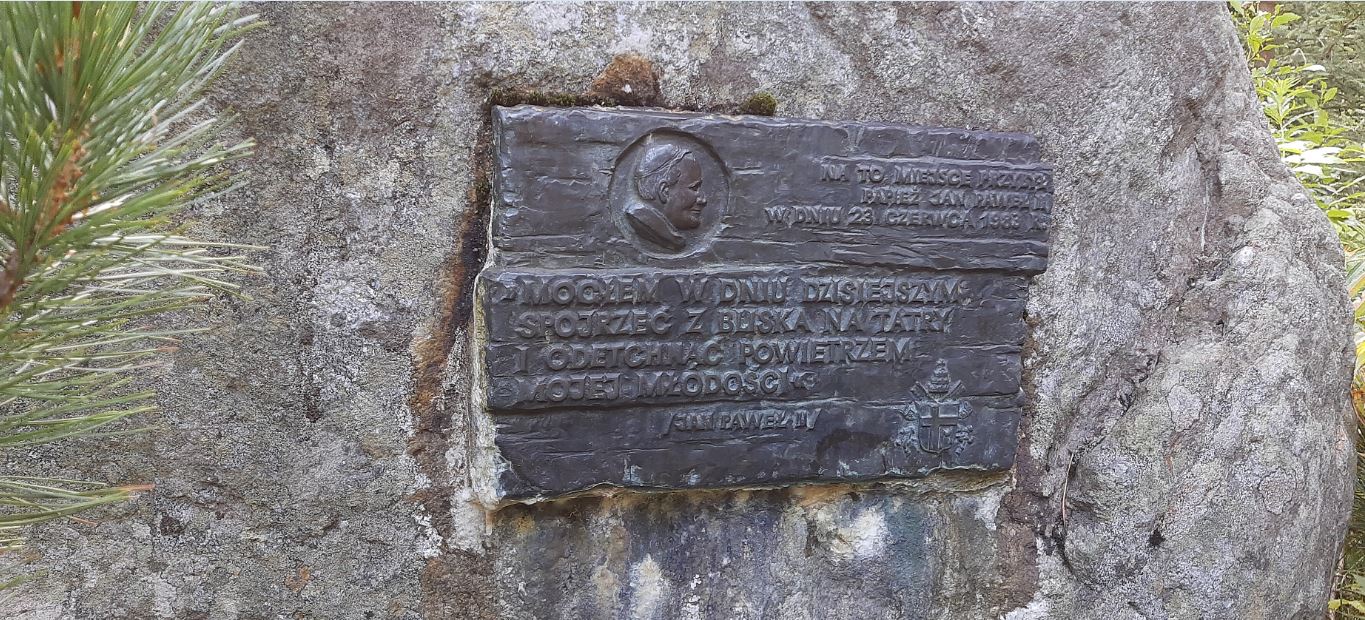 NA TO MIEJSCE PRZYBYŁ
PAPIEŻ JAN PAWEŁ II
W DNIU 23 CZERWCA 1983
MOGŁEM W DNIU DZISIEJSZYM
SPOJRZEĆ Z BLISKA NA TATRY
I ODETCHNĄĆ POWIETRZEM
MOJEJ MŁODOŚCI
/JAN PAWEŁ II/